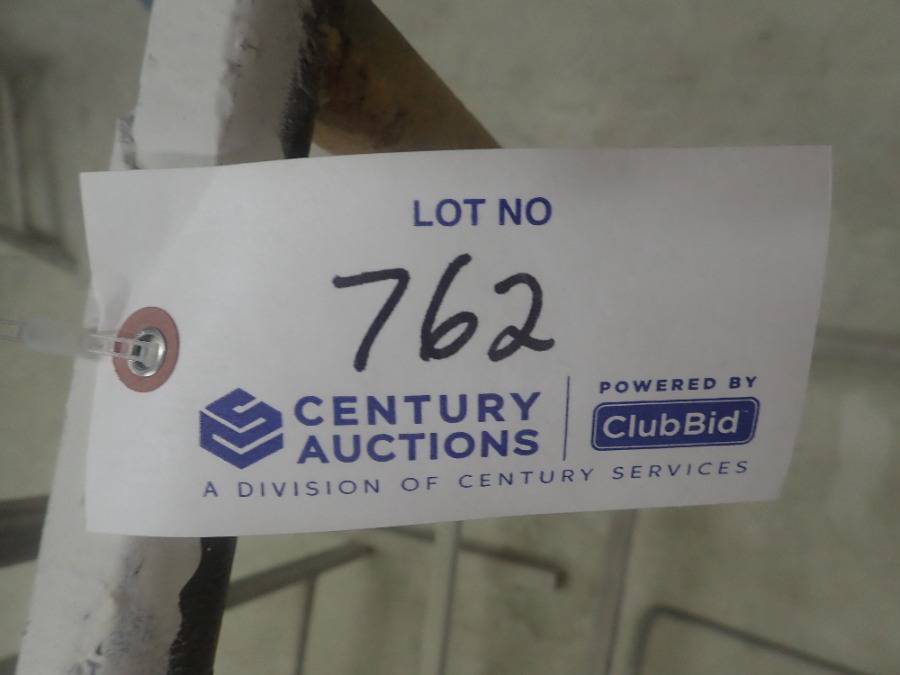 LOT NO
762
CENTURY
AUCTIONS
POWERED BY
ClubBid
A DIVISION OF CENTURY SERVICES